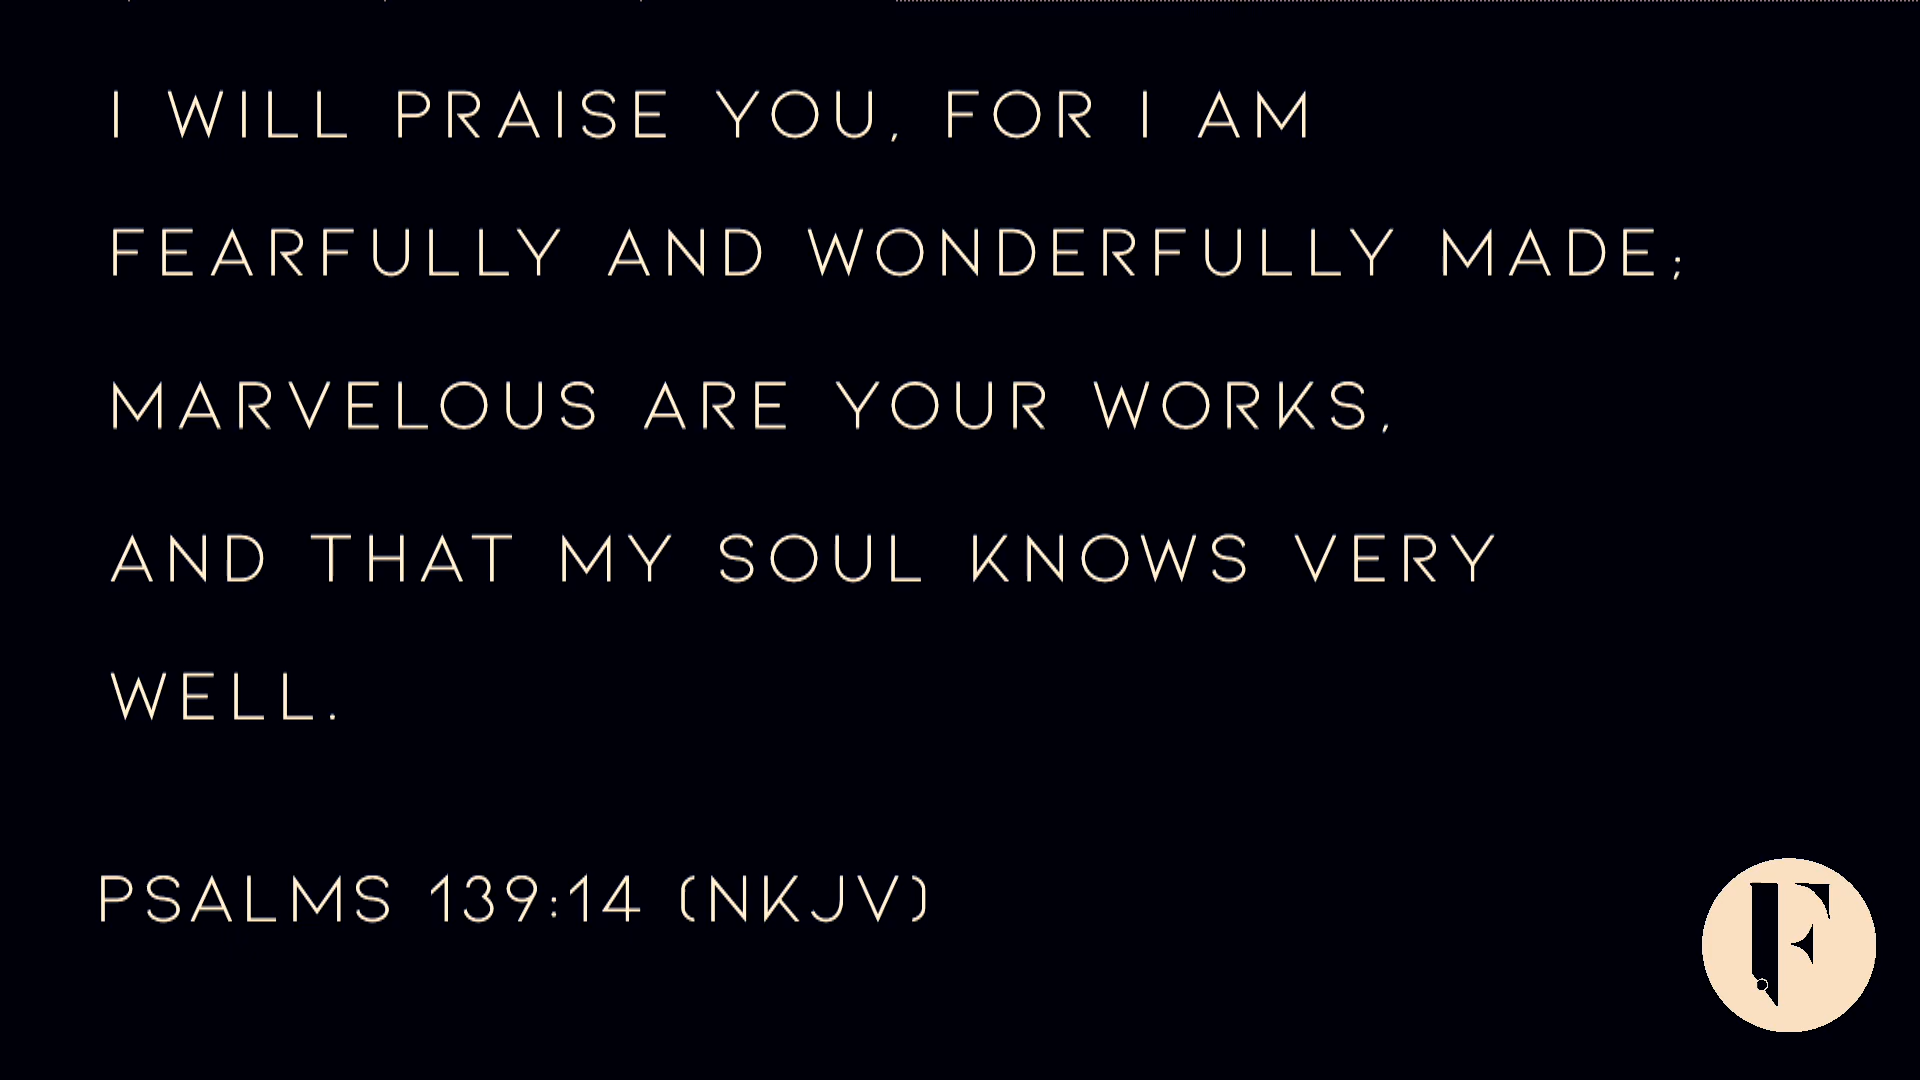 I WILL PRAISE YOU, FOR I AM
FEARFULLY AND WONDERFULLY MADE;
MARVELOUS ARE YOUR WORKS,
AND THAT MY SOUL KNOWS VERY
WELL.
PSALMS 139:14 (NKJV)
F